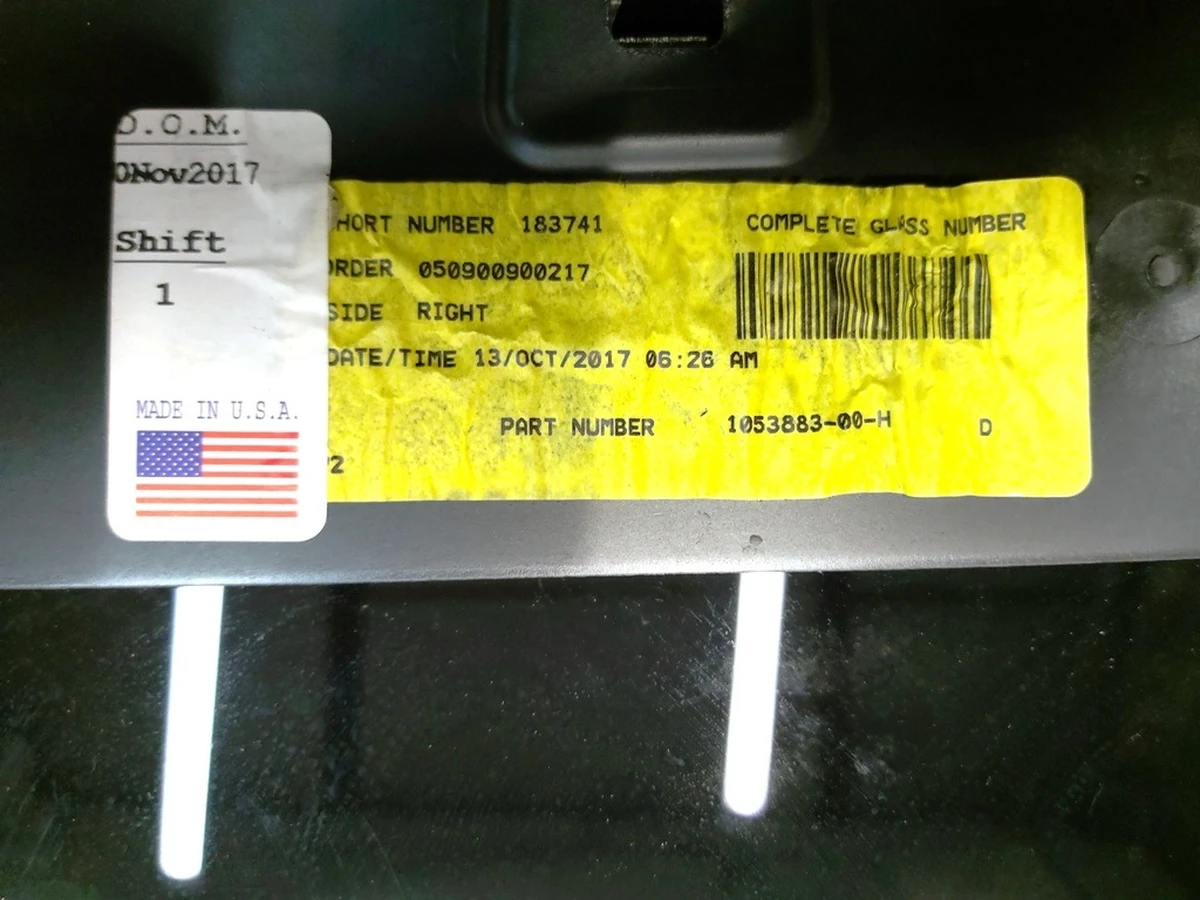 D.O.M.
0Nov2017
Shift
1
MADE IN U.S.A.
HORT NUMBER 183741
ORDER 050900900217
SIDE RIGHT
DATE/TIME 13/OCT/2017 06:26 AM
COMPLETE GLASS NUMBER
PART NUMBER 1053883-00-H D
P2